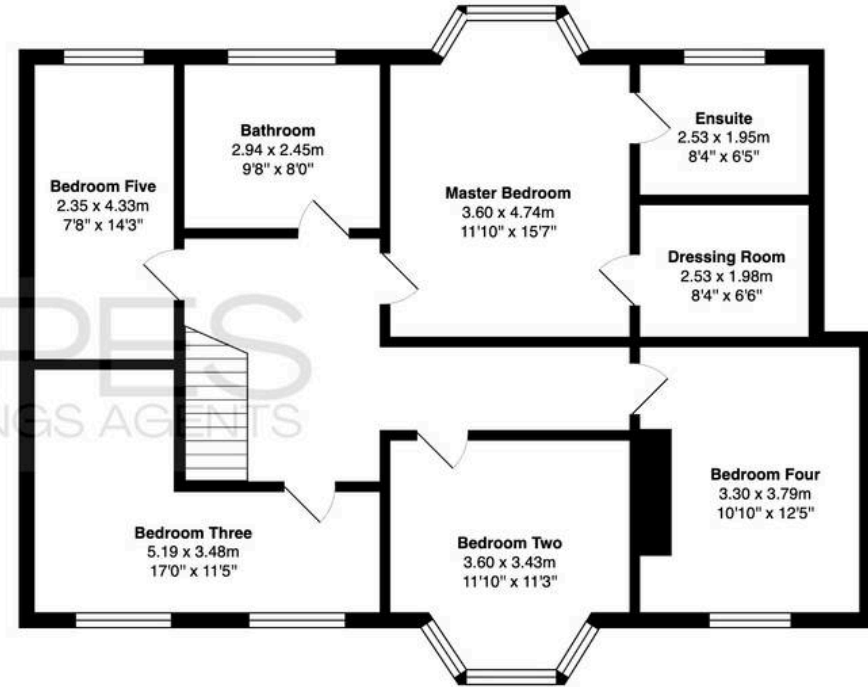 Bathroom
2.94 x 2.45m
9'8" x 8'0"
Ensuite
2.53 x 1.95m
8'4" x 6'5"
Bedroom Five
2.35 x 4.33m
7'8" x 14'3"
Master Bedroom
3.60 x 4.74m
11'10" x 15'7"
Dressing Room
2.53 x 1.98m
8'4" x 6'6"
PES
NGS AGENTS
Bedroom Four
3.30 x 3.79m
10'10" x 12'5"
Bedroom Three
5.19 x 3.48m
17'0" x 11'5"
Bedroom Two
3.60 x 3.43m
11'10" x 11'3"